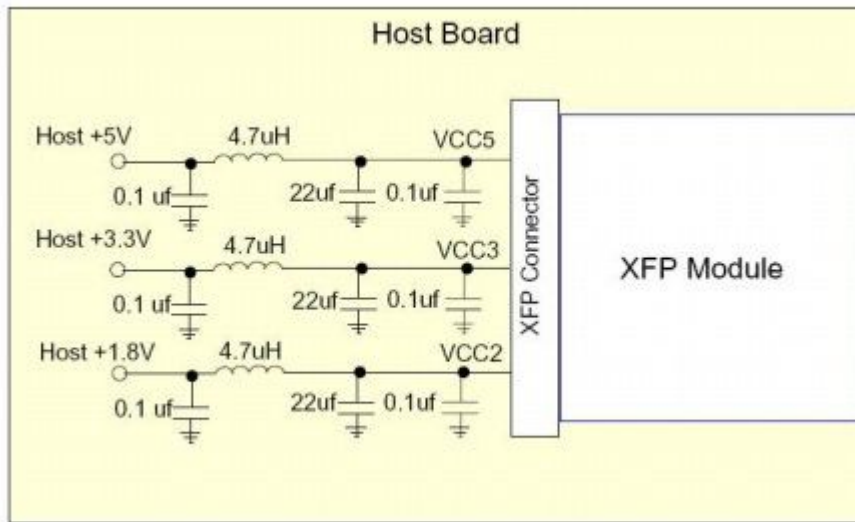 Host Board
Host +5V
4.7uH
VCC5
0.1 uf
22uf
0.1uf
Host +3.3V
4.7uH
VCC3
0.1 uf
22uf
0.1uf
Host +1.8V
4.7uH
VCC2
0.1 uf
22uf
0.1uf
XFP Connector
XFP Module